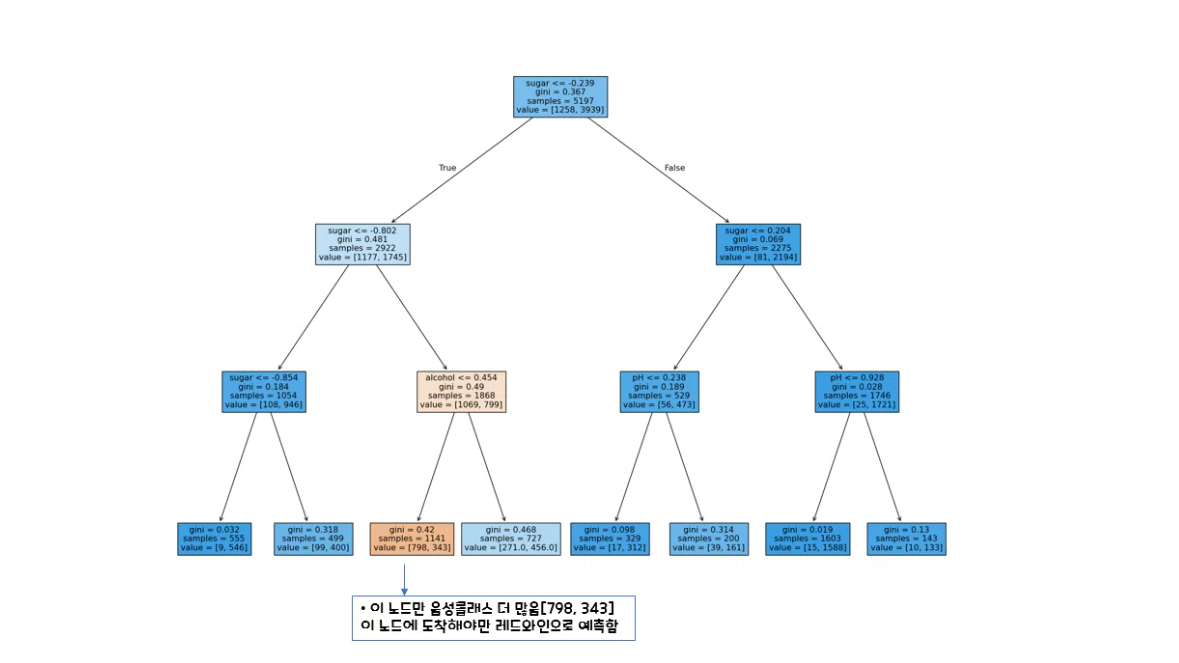 sugar <= -0.239
gini = 0.367
samples = 5197
value = [1258, 3939]
True
False
sugar <= -0.802
gini = 0.481
samples = 2922
value = [1177, 1745]
sugar <= 0.204
gini = 0.069
samples = 2275
value = [81, 2194]
sugar <= -0.854
gini = 0.184
samples = 1054
value = [108, 946]
alcohol <= 0.454
gini = 0.49
samples = 1868
value = [1069, 799]
pH <= 0.238
gini = 0.189
samples = 529
value = [56, 473]
pH <= 0.928
gini = 0.028
samples = 1746
value = [25, 1721]
gini = 0.032
samples = 555
value = [9, 546]
gini = 0.318
samples = 499
value = [99, 400]
gini = 0.42
samples = 1141
value = [798, 343]
gini = 0.468
samples = 727
value = [271.0, 456.0]
gini = 0.098
samples = 329
value = [17, 312]
gini = 0.314
samples = 200
value = [39, 161]
gini = 0.019
samples = 1603
value = [15, 1588]
gini = 0.13
samples = 143
value = [10, 133]
• 이 노드만 음성클래스 더 많음[798, 343]
이 노드에 도착해야만 레드와인으로 예측함